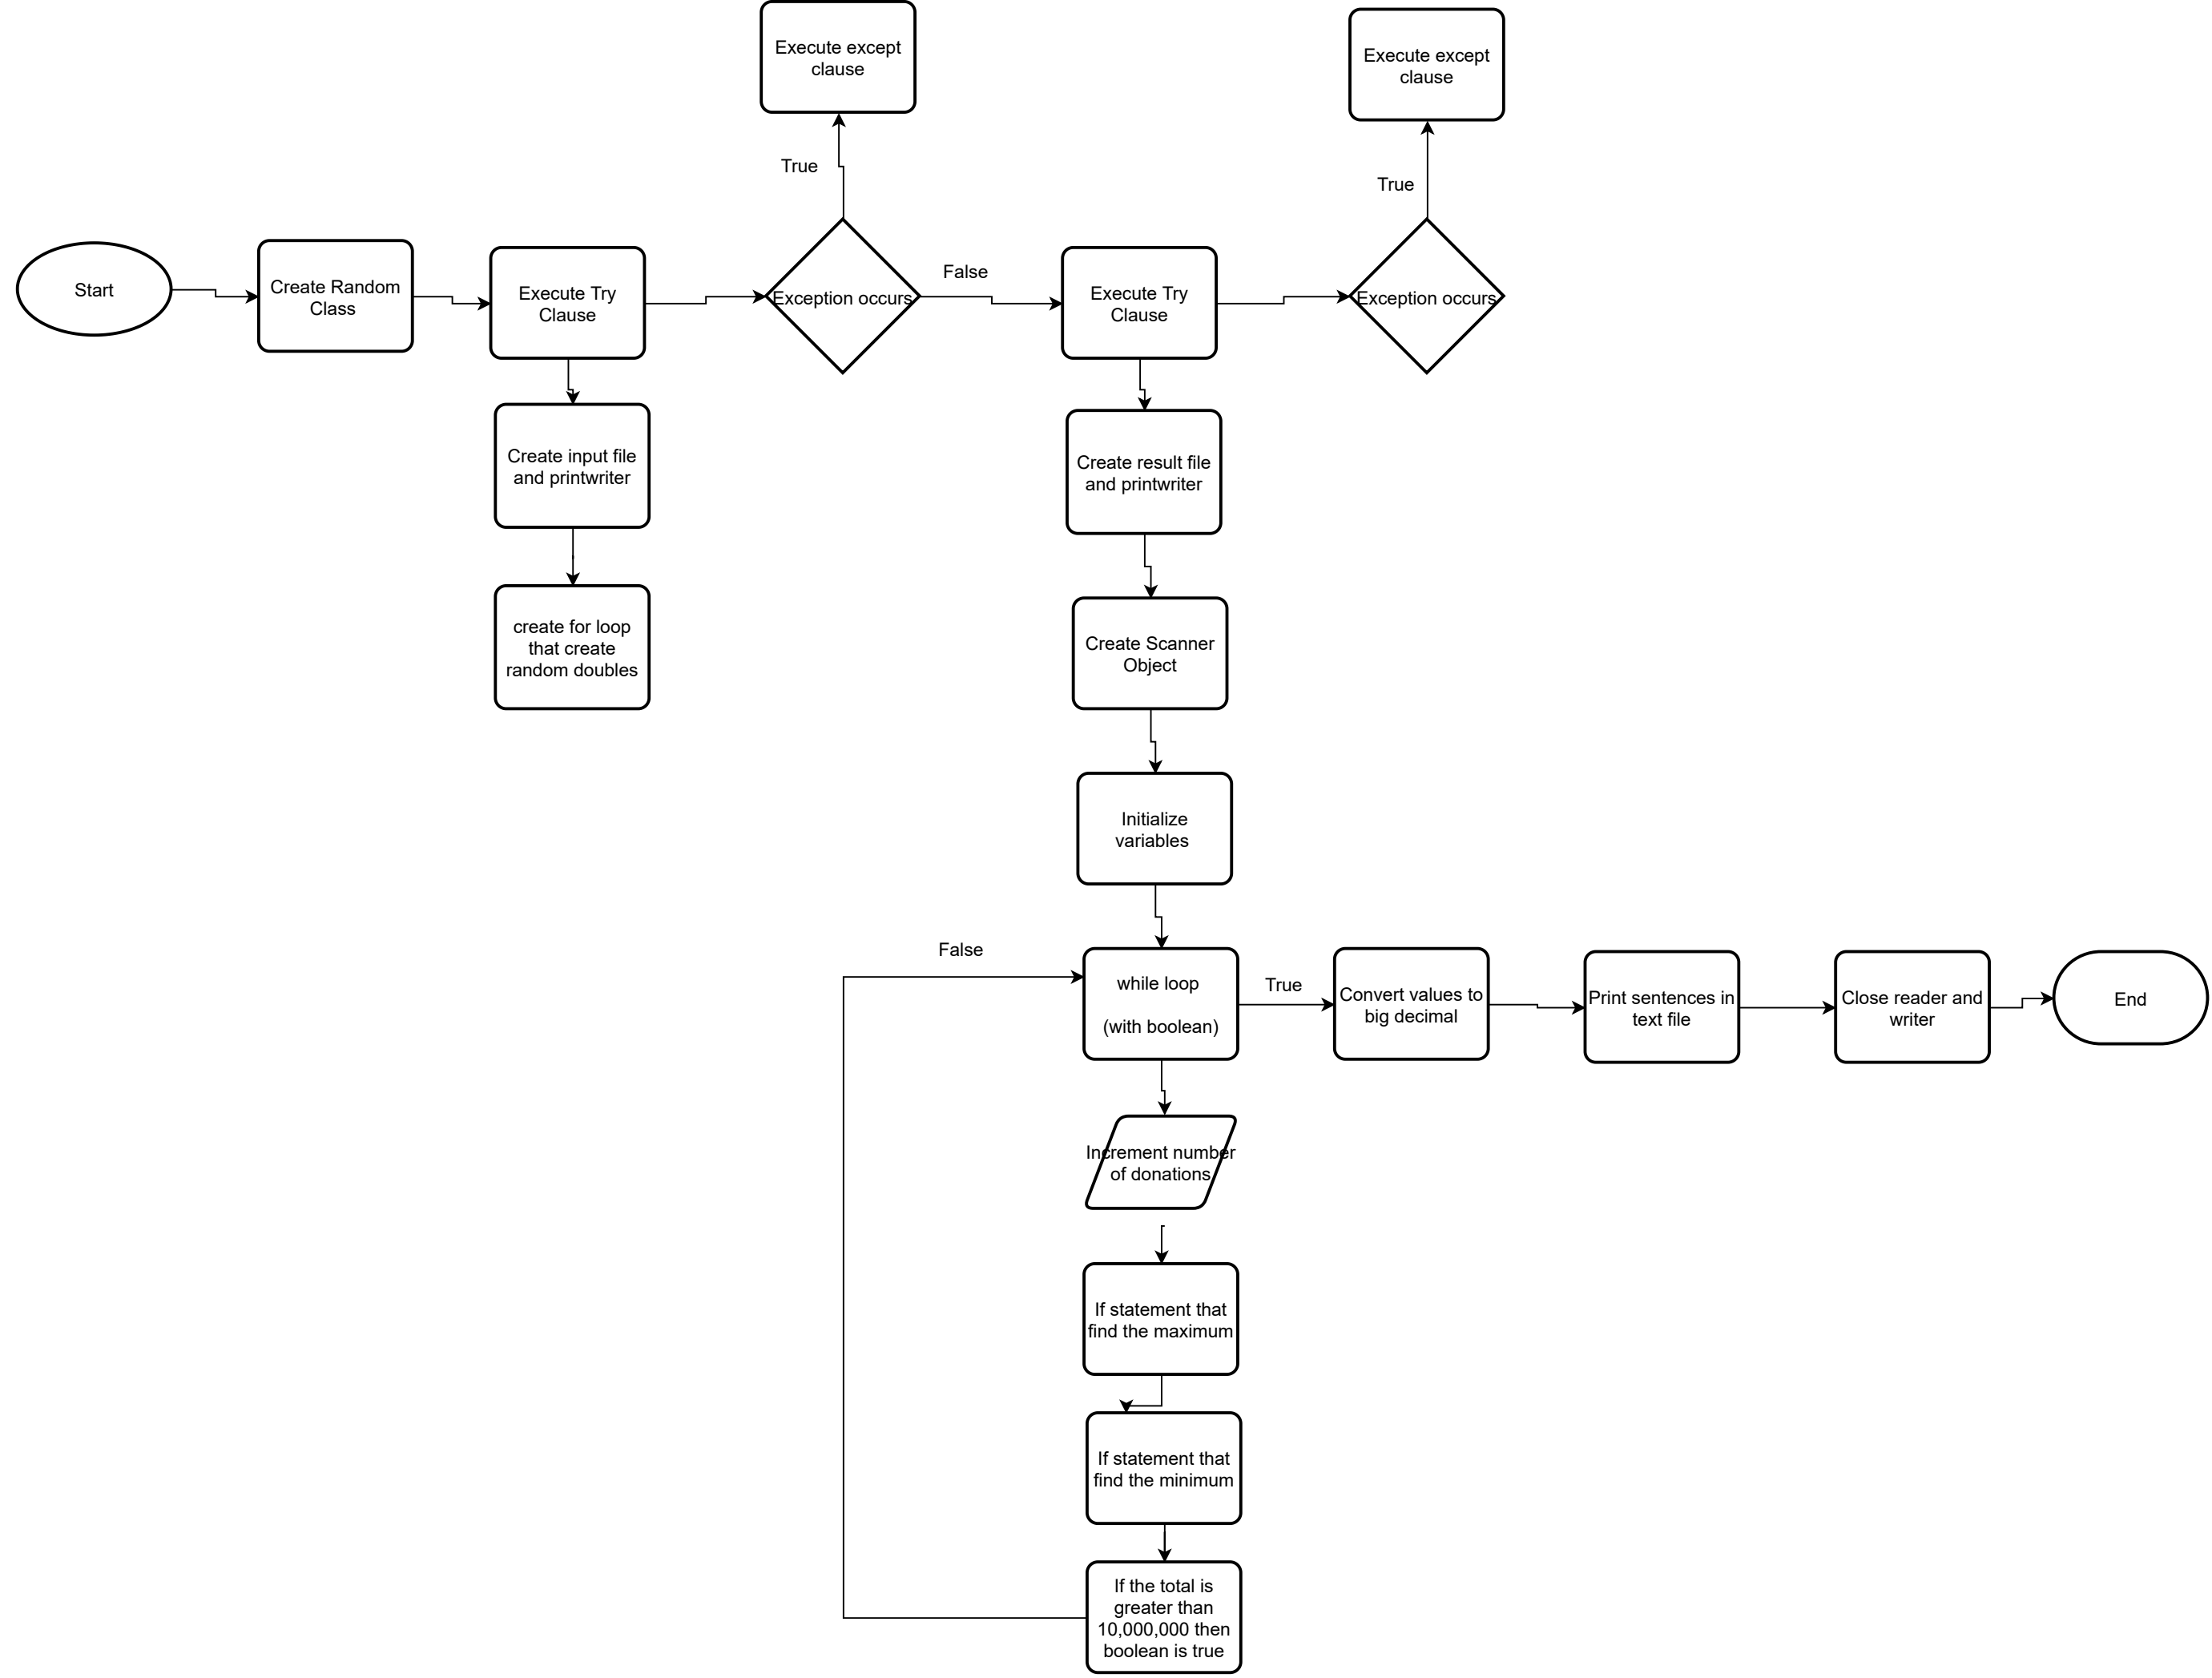 Execute except
clause
Execute except
clause
True
True
Start
Create Random
Class
Execute Try
Clause
Exception occurs
False
Execute Try
Clause
Exception occurs
Create input file
and printwriter
Create result file
and printwriter
create for loop
that create
random doubles
Create Scanner
Object
Initialize
variables
False
while loop
(with boolean)
True
Convert values to
big decimal
Print sentences in
text file
Close reader and
writer
End
Increment number
of donations
If statement that
find the maximum
If statement that
find the minimum
If the total is
greater than
10,000,000 then
boolean is true